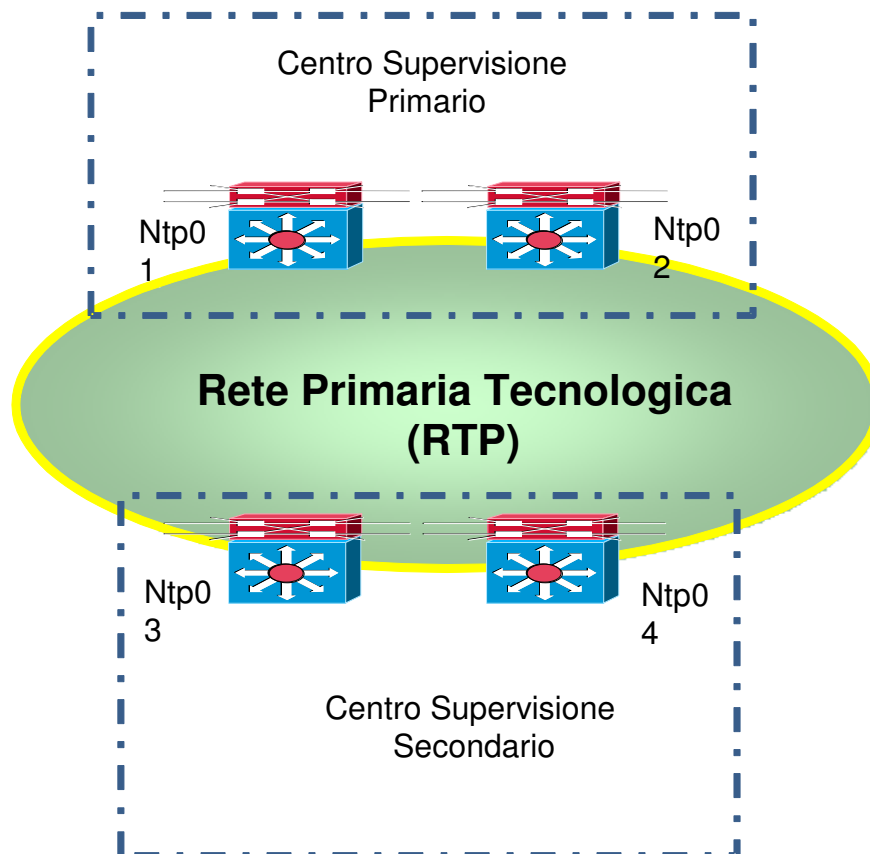 Centro Supervisione
Primario
Ntp0
1
Ntp0
2
Rete Primaria Tecnologica
(RTP)
Ntp0
3
Ntp0
4
Centro Supervisione
Secondario